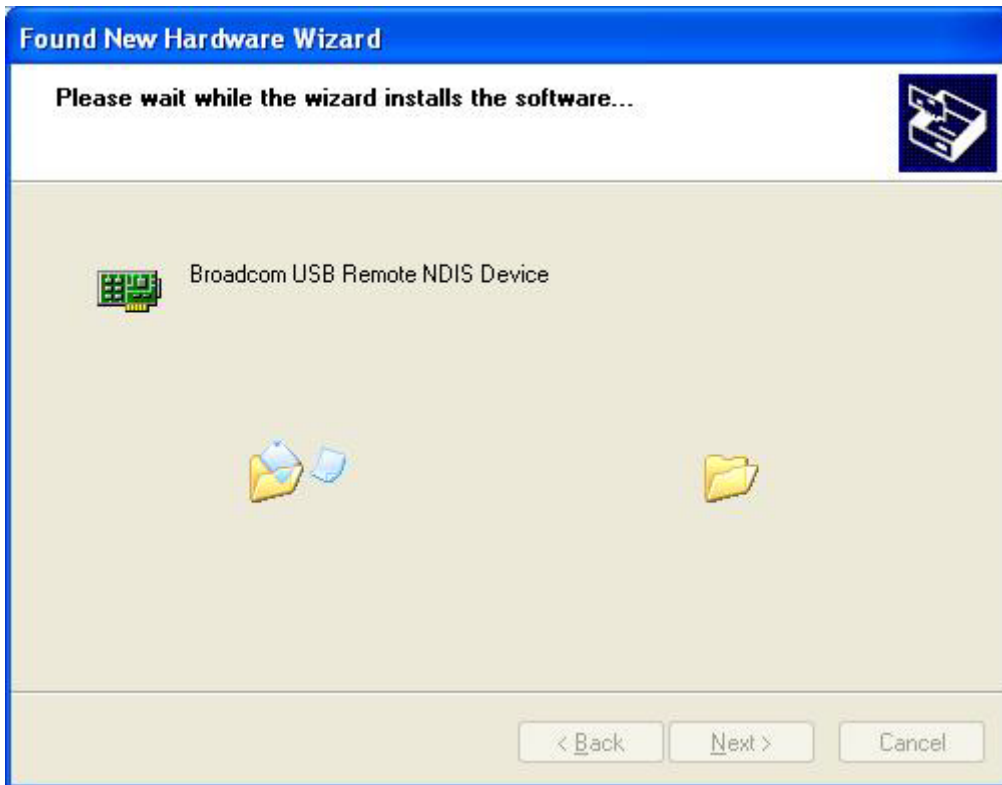 Found New Hardware Wizard
Please wait while the wizard installs the software...
Broadcom USB Remote NDIS Device
< Back
Next >
Cancel